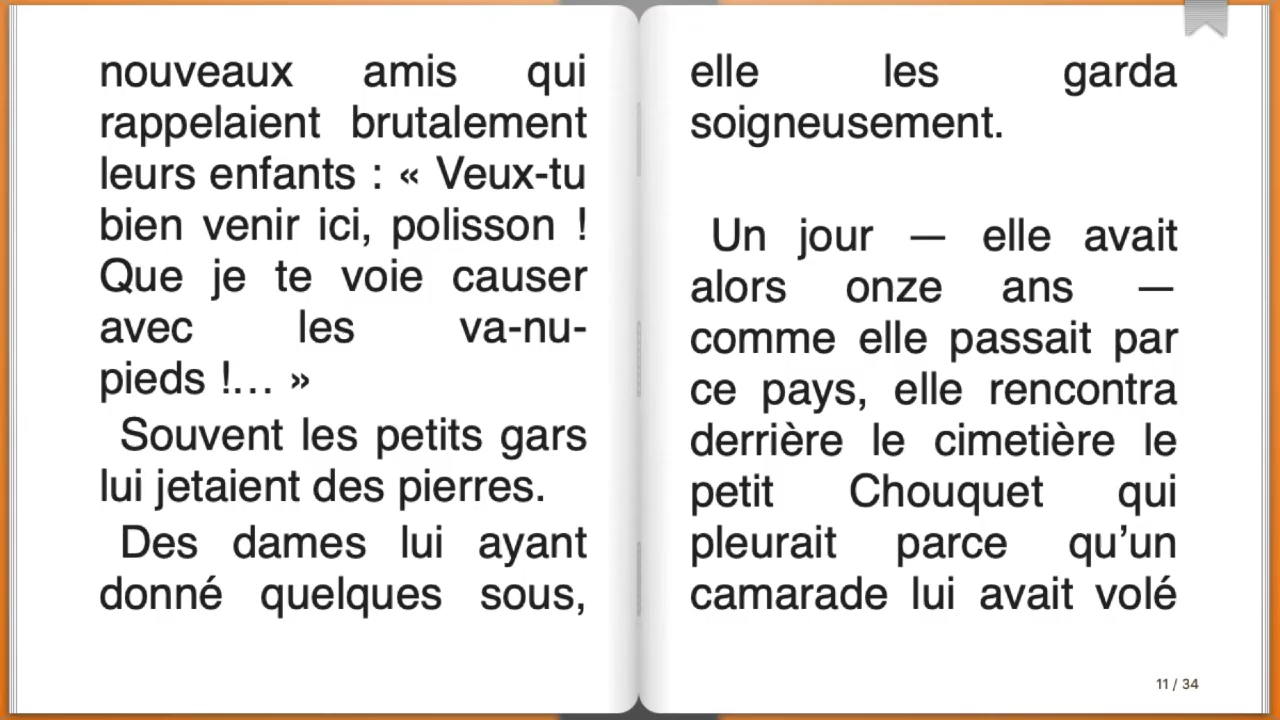 nouveaux amis qui
rappelaient brutalement
leurs enfants : « Veux-tu
bien venir ici, polisson !
Que je te voie causer
avec les va-nu-
pieds !… »
Souvent les petits gars
lui jetaient des pierres.
Des dames lui ayant
donné quelques sous,
elle les garda
soigneusement.
Un jour — elle avait
alors onze ans —
comme elle passait par
ce pays, elle rencontra
derrière le cimetière le
petit Chouquet qui
pleurait parce qu’un
camarade lui avait volé
11 / 34